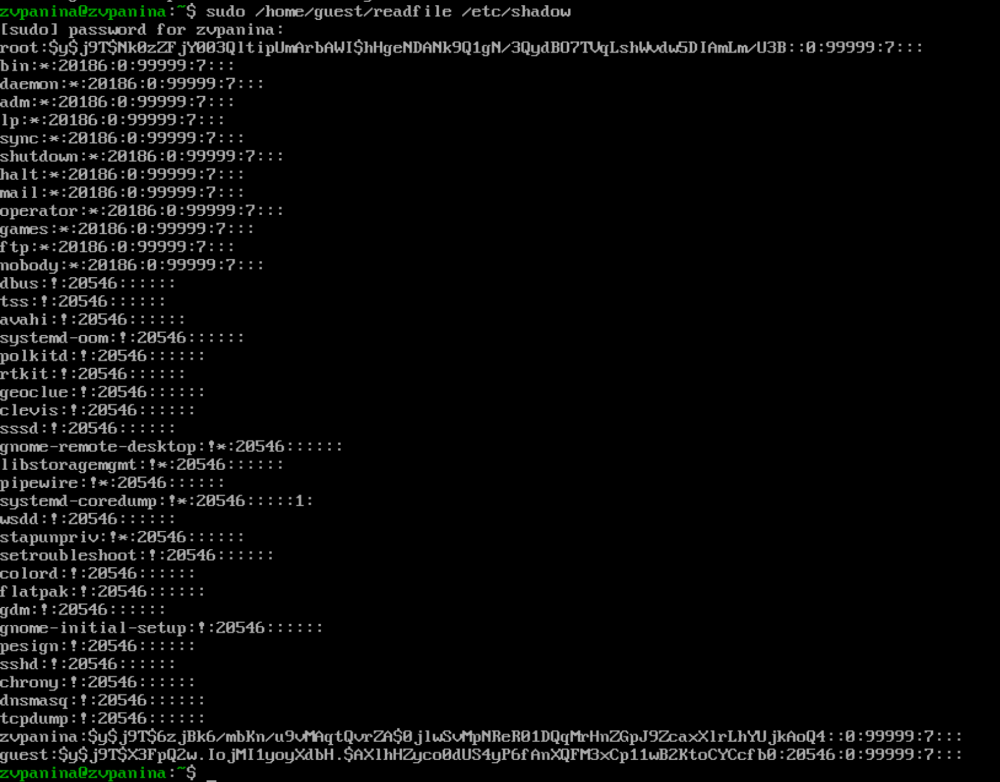 zvpanina@zvpanina:~$ sudo /home/guest/readfile /etc/shadow
[sudo] password for zvpanina:
root:$y$j9T$Nk0zZFjY003QltipUmArbAWI$hHgeNDANk9Q1gN/3QydBO7TVqLshWvdw5DIAmLm/U3B::0:99999:7:::
bin:*:20186:0:99999:7:::
daemon:*:20186:0:99999:7:::
adm:*:20186:0:99999:7:::
lp:*:20186:0:99999:7:::
sync:*:20186:0:99999:7:::
shutdown:*:20186:0:99999:7:::
halt:*:20186:0:99999:7:::
mail:*:20186:0:99999:7:::
operator:*:20186:0:99999:7:::
games:*:20186:0:99999:7:::
ftp:*:20186:0:99999:7:::
nobody:*:20186:0:99999:7:::
dbus:!:20546::::::
tss:!:20546::::::
avahi:!:20546::::::
systemd-oom:!:20546::::::
polkitd:!:20546::::::
rtkit:!:20546::::::
geoclue:!:20546::::::
clevis:!:20546::::::
sssd:!:20546::::::
gnome-remote-desktop:!*:20546::::::
libstoragemgmt:!*:20546::::::
pipewire:!*:20546::::::
systemd-coredump:!*:20546:::::1:
wsdd:!:20546::::::
stapunpriv:!*:20546::::::
setroubleshoot:!:20546::::::
colord:!:20546::::::
flatpak:!:20546::::::
gdm:!:20546::::::
gnome-initial-setup:!:20546::::::
pesign:!:20546::::::
sshd:!:20546::::::
chrony:!:20546::::::
dnsmasq:!:20546::::::
tcpdump:!:20546::::::
zvpanina:$y$j9T$6zjBk6/mbKn/u9vMAqtQvrZA$0jlwSvMpNReR01DQqMrHnZGpJ9ZcaxXlrLhYUjkAoQ4::0:99999:7:::
guest:$y$j9T$X3FpQ2w.IojMI1yoyXdbH.$AXlhHZyco0dUS4yP6fAnXQFM3xCp11wB2KtoCYCcfb0:20546:0:99999:7:::
zvpanina@zvpanina:~$ _